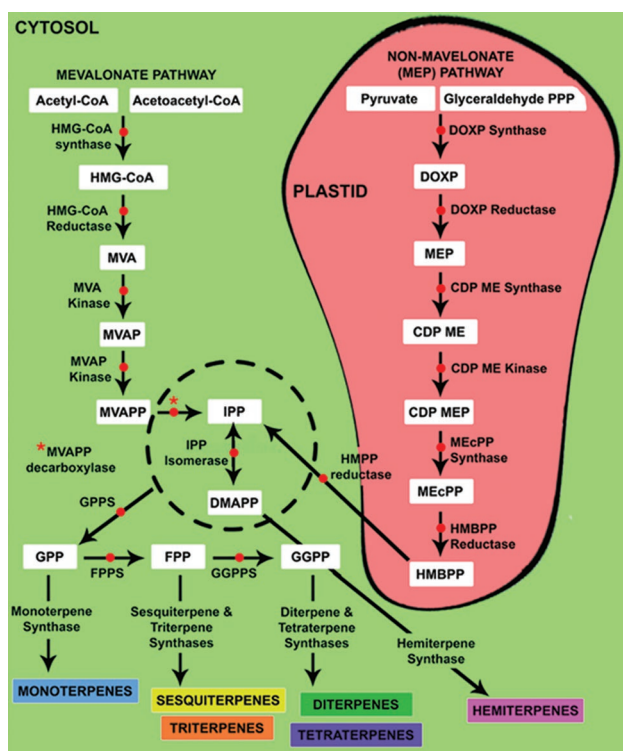 CYTOSOL
MEVALONATE PATHWAY
Acetyl-CoA
Acetoacetyl-CoA
HMG-CoA
synthase
HMG-CoA
HMG-CoA
Reductase
MVA
MVA
Kinase
MVAP
MVAP
Kinase
MVAPP
*
*MVAPP
decarboxylase
IPP
IPP
Isomerase
DMAPP
NON-MAVELONATE
(MEP) PATHWAY
Pyruvate
Glyceraldehyde PPP
DOXP Synthase
PLASTID
DOXP
DOXP Reductase
MEP
CDP ME Synthase
CDP ME
CDP ME Kinase
CDP MEP
MEcPP
Synthase
MEcPP
HMBPP
Reductase
HMBPP
HMPP
reductase
GPPS
GPP
FPPS
FPP
GGPPS
GGPP
Monoterpene
Synthase
Sesquiterpene &
Triterpene
Synthases
Diterpene &
Tetraterpene
Synthases
Hemiterpene
Synthase
MONOTERPENES
SESQUITERPENES
TRITERPENES
DITERPENES
TETRATERPENES
HEMITERPENES